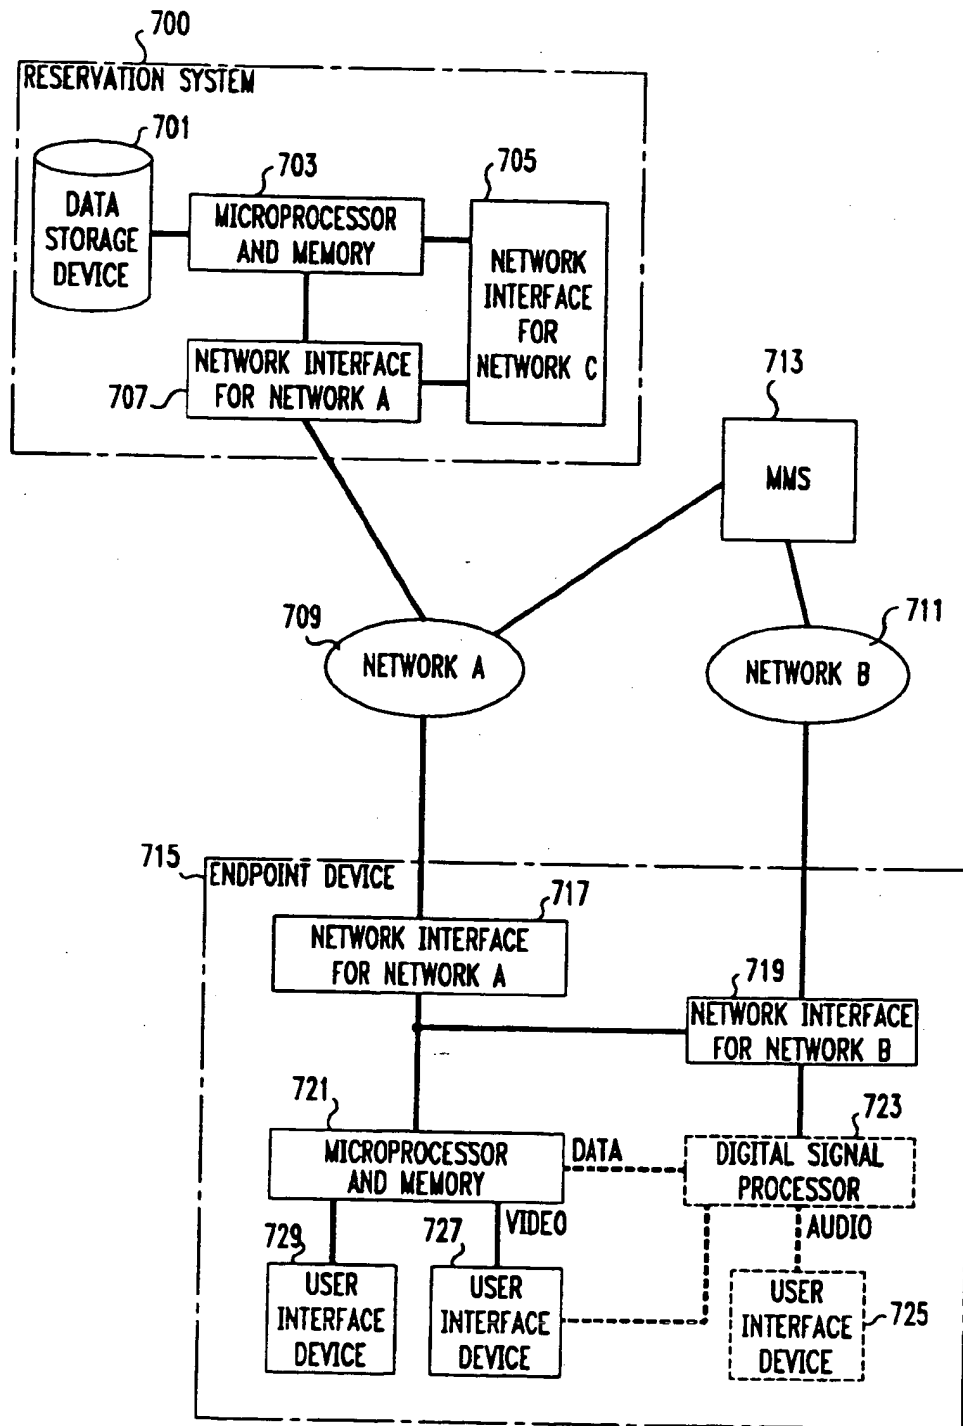 700
RESERVATION SYSTEM
701
703
705
DATA
STORAGE
DEVICE
MICROPROCESSOR
AND MEMORY
NETWORK
INTERFACE
FOR
NETWORK C
707
NETWORK INTERFACE
FOR NETWORK A
713
MMS
709
NETWORK A
711
NETWORK B
715
ENDPOINT DEVICE
717
NETWORK INTERFACE
FOR NETWORK A
719
NETWORK INTERFACE
FOR NETWORK B
721
MICROPROCESSOR
AND MEMORY
DATA
723
DIGITAL SIGNAL
PROCESSOR
VIDEO
AUDIO
729
USER
INTERFACE
DEVICE
727
USER
INTERFACE
DEVICE
USER
INTERFACE
DEVICE
725